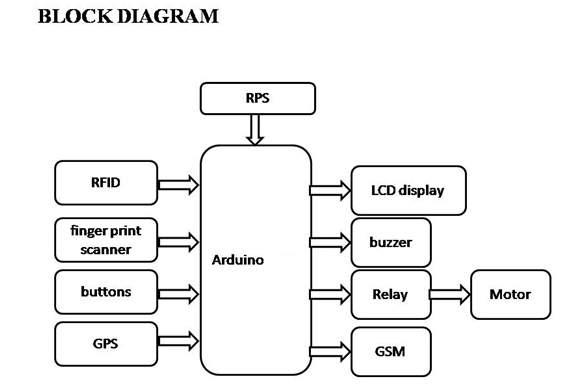 BLOCK DIAGRAM
RPS
RFID
finger print
scanner
buttons
GPS
Arduino
LCD display
buzzer
Relay
Motor
GSM